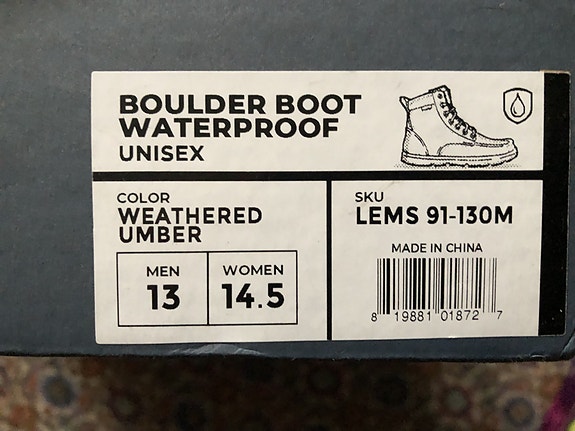 BOULDER BOOT
WATERPROOF
UNISEX
COLOR
WEATHERED
UMBER
MEN
13
WOMEN
14.5
SKU
LEMS 91-130M
MADE IN CHINA
8 19881 01872 7